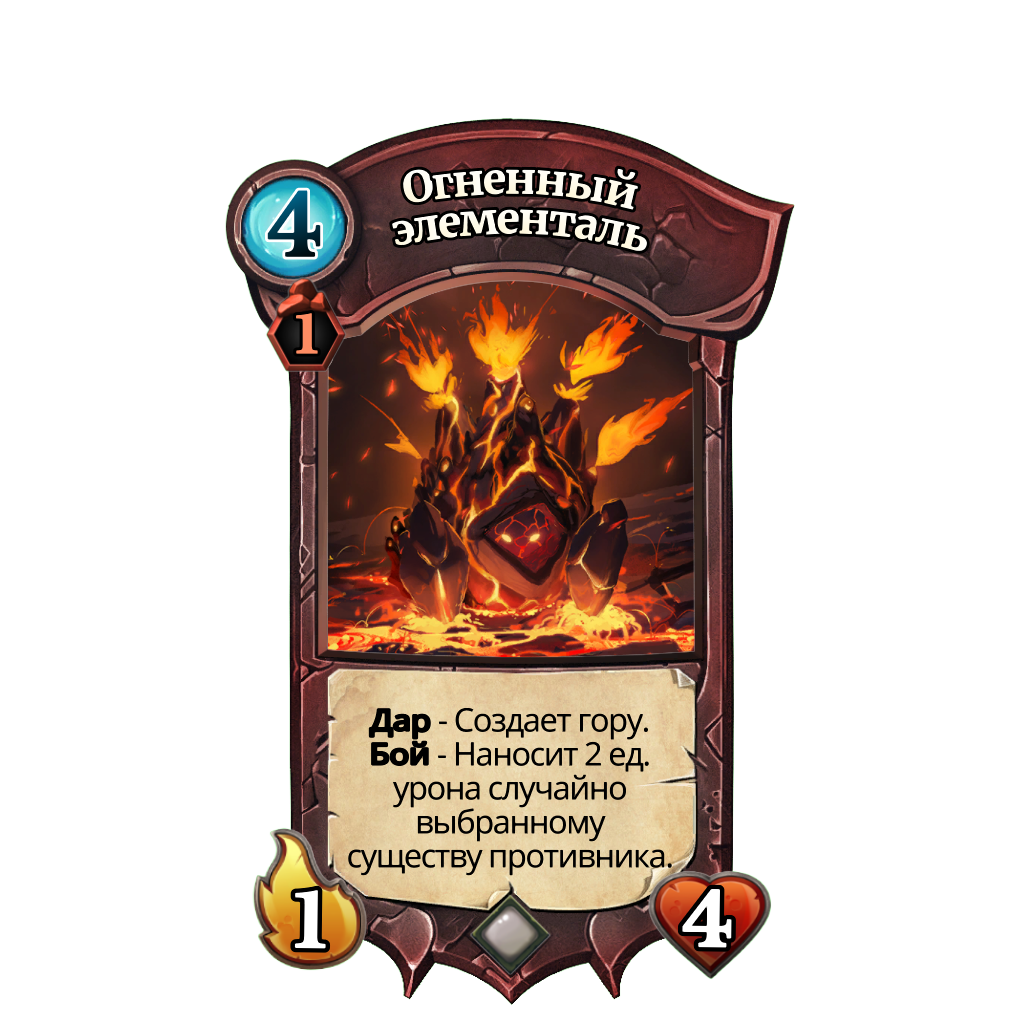 4
Огненный
элементаль
1
Дар - Создает гору.
Бой - Наносит 2 ед.
урона случайно
выбранному
существу противника.
1
4